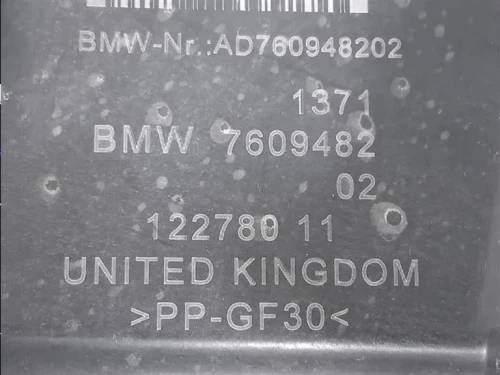 BMW-Nr.:AD760948202
1371
BMW 7609482
02
122780 11
UNITED KINGDOM
>PP-GF30<